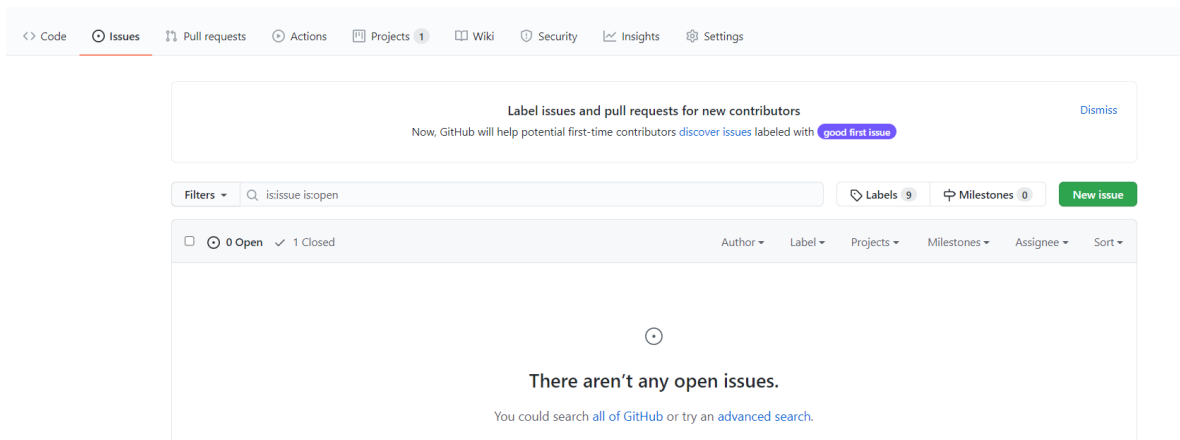 Code Issues Pull requests Actions Projects 1 Wiki Security Insights Settings
Label issues and pull requests for new contributors
Dismiss
Now, GitHub will help potential first-time contributors discover issues labeled with good first issue
Filters is:issue is:open Labels 9 Milestones 0 New issue
0 Open 1 Closed Author Label Projects Milestones Assignee Sort
There aren’t any open issues.
You could search all of GitHub or try an advanced search.